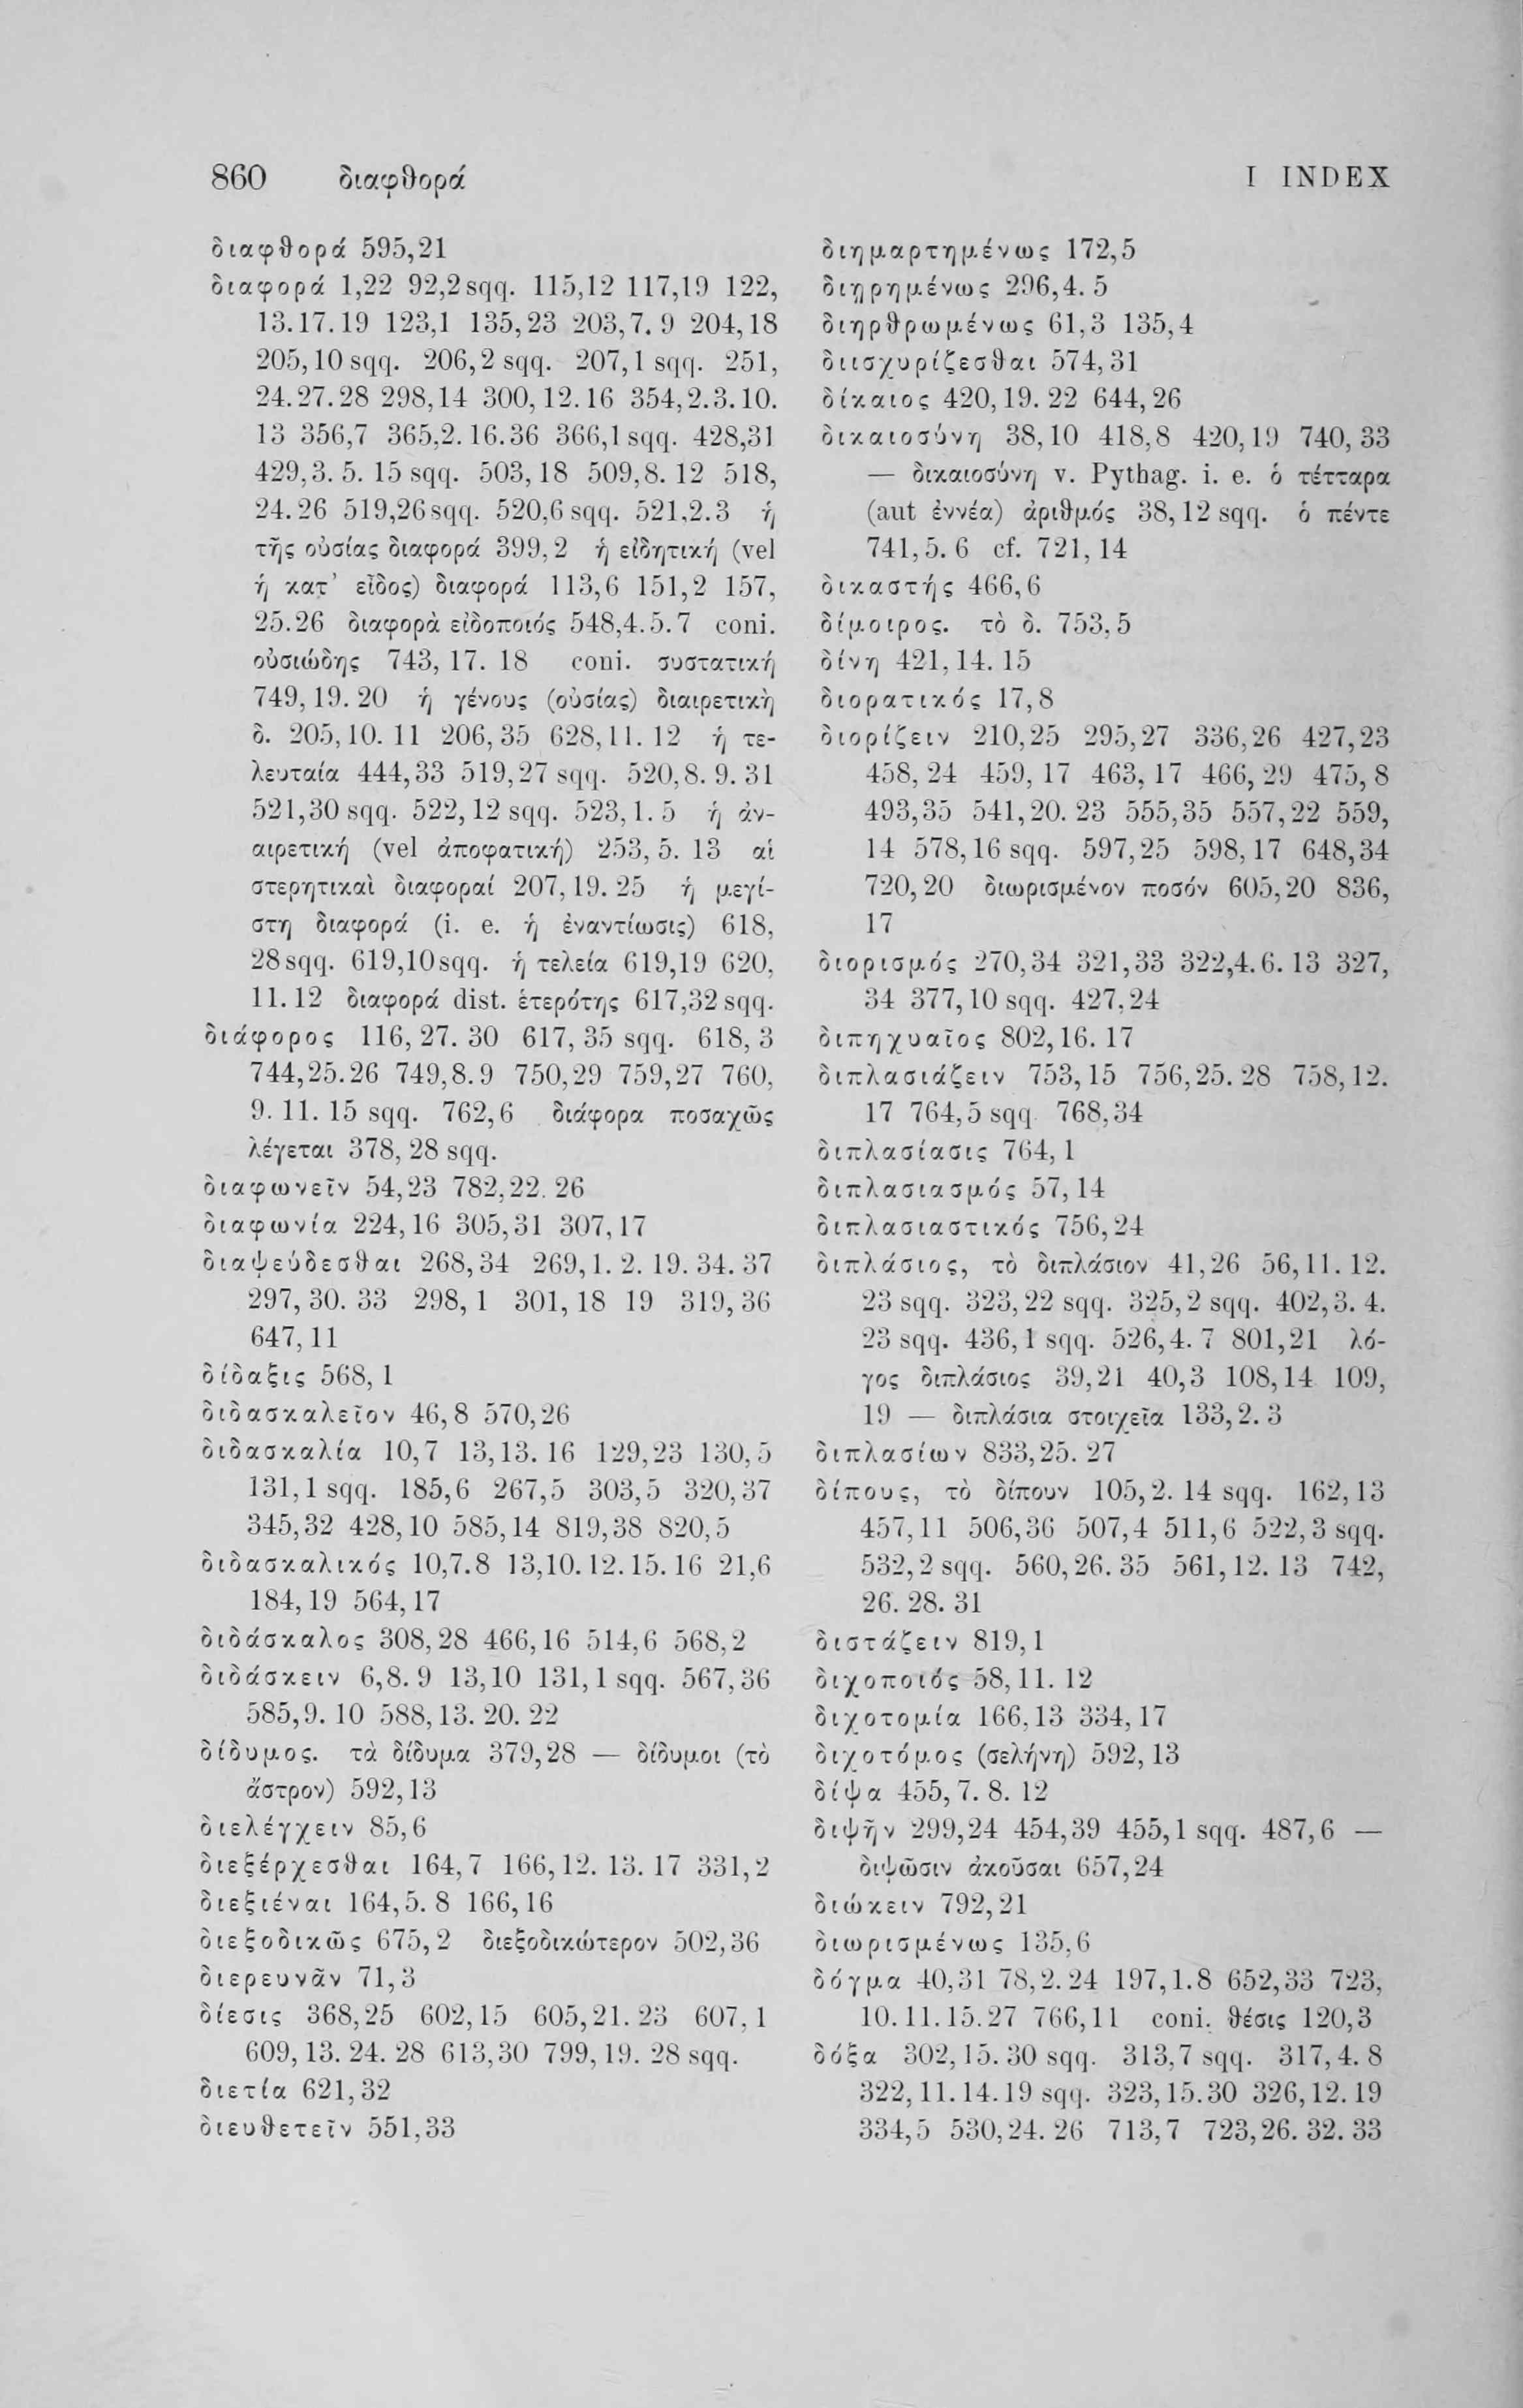 860 διαφθορά I INDEX
διαφθορά 595,21
διαφορά 1,22 92,2 sqq. 115,12 117,19 122,
13.17.19 123,1 135,23 203,7.9 204,18
205,10 sqq. 206,2 sqq. 207,1 sqq. 251,
24.27.28 298,14 300,12.16 354,2.3.10.
13 356,7 365,2.16.36 366,1 sqq. 428,31
429,3.5.15 sqq. 503,18 509,8.12 518,
24.26 519,26 sqq. 520,6 sqq. 521,2.3 ἡ
τῆς οὐσίας διαφορά 399,2 ἡ εἰδητική (vel
ἡ κατ’ εἶδος) διαφορά 113,6 151,2 157,
25.26 διαφορὰ εἰδοποιός 548,4.5.7 coni.
οὐσιώδης 743,17.18 coni. συστατική
749,19.20 ἡ γένους (οὐσίας) διαιρετικὴ
δ. 205,10.11 206,35 628,11.12 ἡ τε-
λευταία 444,33 519,27 sqq. 520,8.9.31
521,30 sqq. 522,12 sqq. 523,1.5 ἡ ἀν-
αιρετική (vel ἀποφατική) 253,5.13 αἱ
στερητικαὶ διαφοραί 207,19.25 ἡ μεγί-
στη διαφορά (i. e. ἡ ἐναντίωσις) 618,
28 sqq. 619,10 sqq. ἡ τελεία 619,19 620,
11.12 διαφορά dist. ἑτερότης 617,32 sqq.
διάφορος 116,27.30 617,35 sqq. 618,3
744,25.26 749,8.9 750,29 759,27 760,
9.11.15 sqq. 762,6 διάφορα ποσαχῶς
λέγεται 378,28 sqq.
διαφωνεῖν 54,23 782,22.26
διαφωνία 224,16 305,31 307,17
διαψεύδεσθαι 268,34 269,1.2.19.34.37
297,30.33 298,1 301,18 19 319,36
647,11
δίδαξις 568,1
διδασκαλεῖον 46,8 570,26
διδασκαλία 10,7 13,13.16 129,23 130,5
131,1 sqq. 185,6 267,5 303,5 320,37
345,32 428,10 585,14 819,38 820,5
διδασκαλικός 10,7.8 13,10.12.15.16 21,6
184,19 564,17
διδάσκαλος 308,28 466,16 514,6 568,2
διδάσκειν 6,8.9 13,10 131,1 sqq. 567,36
585,9.10 588,13.20.22
δίδυμος. τὰ δίδυμα 379,28 — δίδυμοι (τὸ
ἄστρον) 592,13
διελέγχειν 85,6
διεξέρχεσθαι 164,7 166,12.13.17 331,2
διεξιέναι 164,5.8 166,16
διεξοδικῶς 675,2 διεξοδικώτερον 502,36
διερευνᾶν 71,3
δίεσις 368,25 602,15 605,21.23 607,1
609,13.24.28 613,30 799,19.28 sqq.
διετία 621,32
διευθετεῖν 551,33
διημαρτημένως 172,5
διῃρημένως 296,4.5
διηρθρωμένως 61,3 135,4
διισχυρίζεσθαι 574,31
δίκαιος 420,19.22 644,26
δικαιοσύνη 38,10 418,8 420,19 740,33
— δικαιοσύνη v. Pythag. i. e. ὁ τέτταρα
(aut ἐννέα) ἀριθμός 38,12 sqq. ὁ πέντε
741,5.6 cf. 721,14
δικαστής 466,6
δίμοιρος. τὸ δ. 753,5
δίνη 421,14.15
διορατικός 17,8
διορίζειν 210,25 295,27 336,26 427,23
458,24 459,17 463,17 466,29 475,8
493,35 541,20.23 555,35 557,22 559,
14 578,16 sqq. 597,25 598,17 648,34
720,20 διωρισμένον ποσόν 605,20 836,
17
διορισμός 270,34 321,33 322,4.6.13 327,
34 377,10 sqq. 427,24
διπηχυαῖος 802,16.17
διπλασιάζειν 753,15 756,25.28 758,12.
17 764,5 sqq. 768,34
διπλασίασις 764,1
διπλασιασμός 57,14
διπλασιαστικός 756,24
διπλάσιος, τὸ διπλάσιον 41,26 56,11.12.
23 sqq. 323,22 sqq. 325,2 sqq. 402,3.4.
23 sqq. 436,1 sqq. 526,4.7 801,21 λό-
γος διπλάσιος 39,21 40,3 108,14 109,
19 — διπλάσια στοιχεῖα 133,2.3
διπλασίων 833,25.27
δίπους, τὸ δίπουν 105,2.14 sqq. 162,13
457,11 506,36 507,4 511,6 522,3 sqq.
532,2 sqq. 560,26.35 561,12.13 742,
26.28.31
διστάζειν 819,1
διχοποιός 58,11.12
διχοτομία 166,13 334,17
διχοτόμος (σελήνη) 592,13
δίψα 455,7.8.12
διψῆν 299,24 454,39 455,1 sqq. 487,6 —
διψῶσιν ἀκοῦσαι 657,24
διώκειν 792,21
διωρισμένως 135,6
δόγμα 40,31 78,2.24 197,1.8 652,33 723,
10.11.15.27 766,11 coni. θέσις 120,3
δόξα 302,15.30 sqq. 313,7 sqq. 317,4.8
322,11.14.19 sqq. 323,15.30 326,12.19
334,5 530,24.26 713,7 723,26.32.33